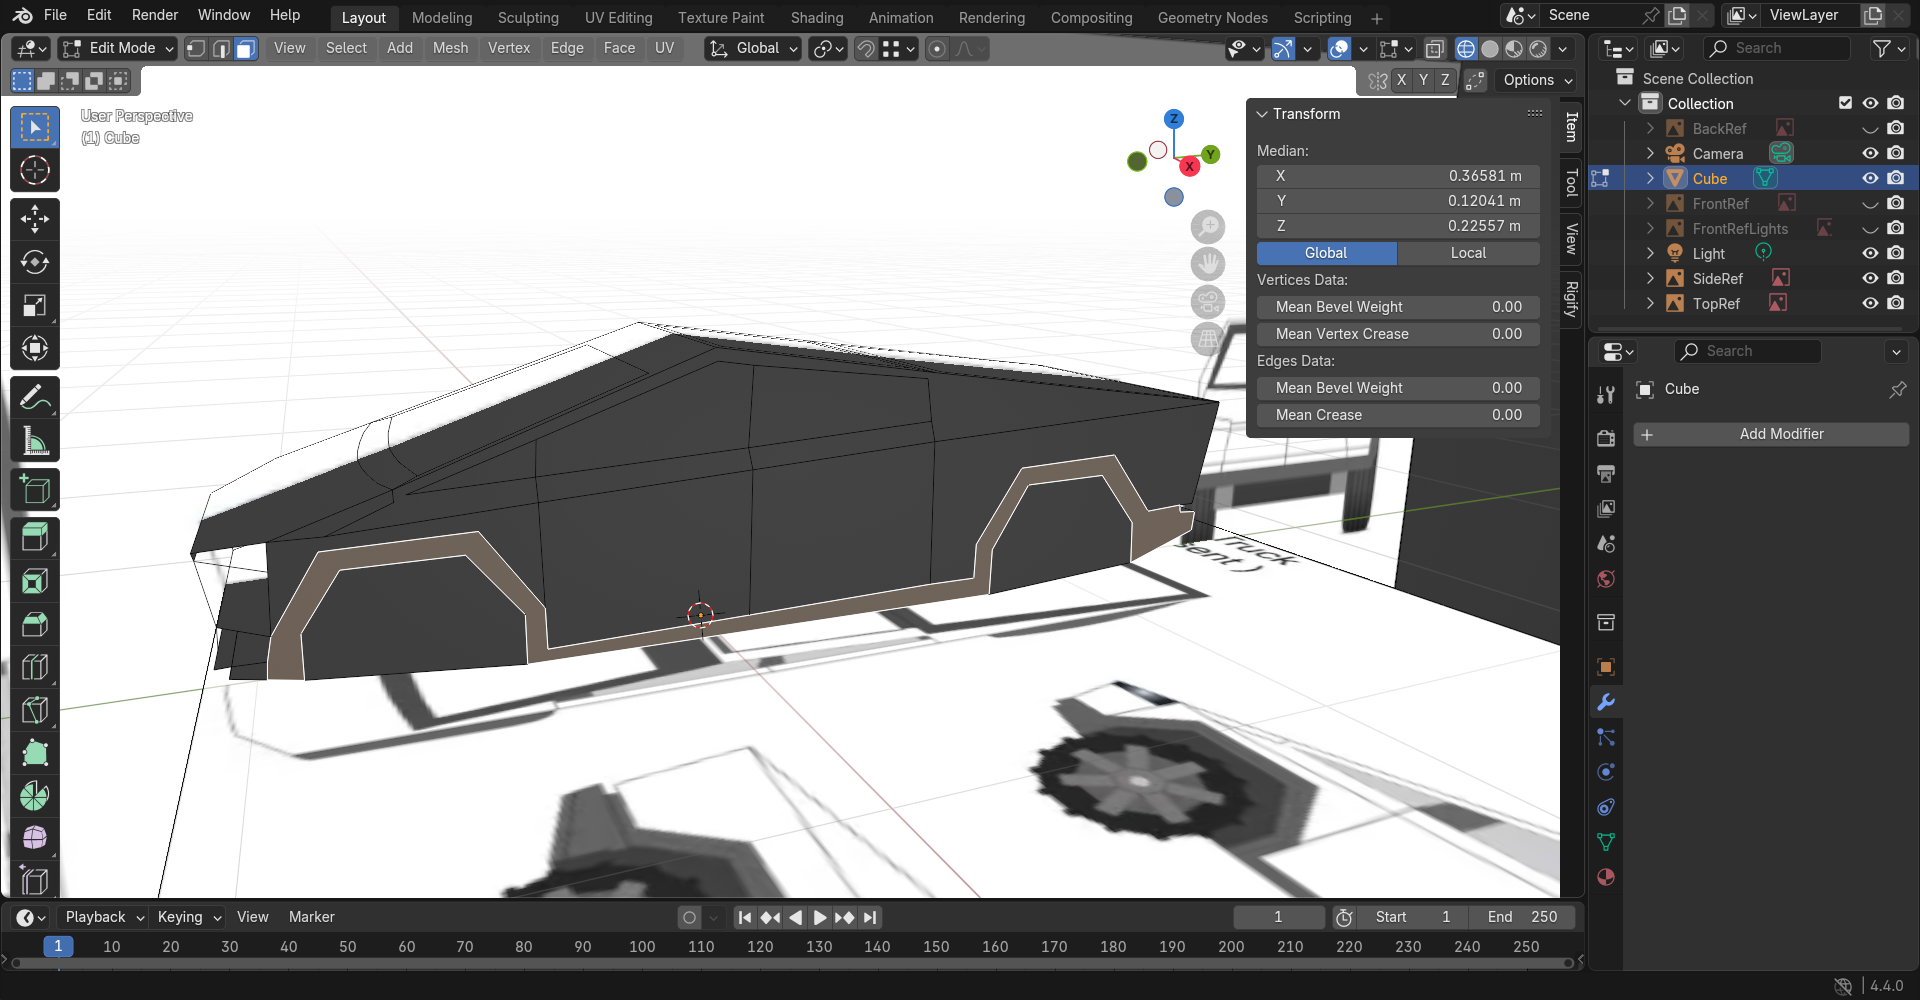 File Edit Render Window Help Layout Modeling Sculpting UV Editing Texture Paint Shading Animation Rendering Compositing Geometry Nodes Scripting + Scene ViewLayer
Edit Mode View Select Add Mesh Vertex Edge Face UV Global Search
X Y Z Options
Scene Collection
Collection
BackRef
Camera
Cube
FrontRef
FrontRefLights
Light
SideRef
TopRef
User Perspective
(1) Cube
Z
Y
X
Transform
Median:
X 0.36581 m
Y 0.12041 m
Z 0.22557 m
Global Local
Vertices Data:
Mean Bevel Weight 0.00
Mean Vertex Crease 0.00
Edges Data:
Mean Bevel Weight 0.00
Mean Crease 0.00
Item
Tool
View
Rigify
Search
Cube
Add Modifier
Truck
sent)
Playback Keying View Marker 1 Start 1 End 250
1 10 20 30 40 50 60 70 80 90 100 110 120 130 140 150 160 170 180 190 200 210 220 230 240 250
4.4.0